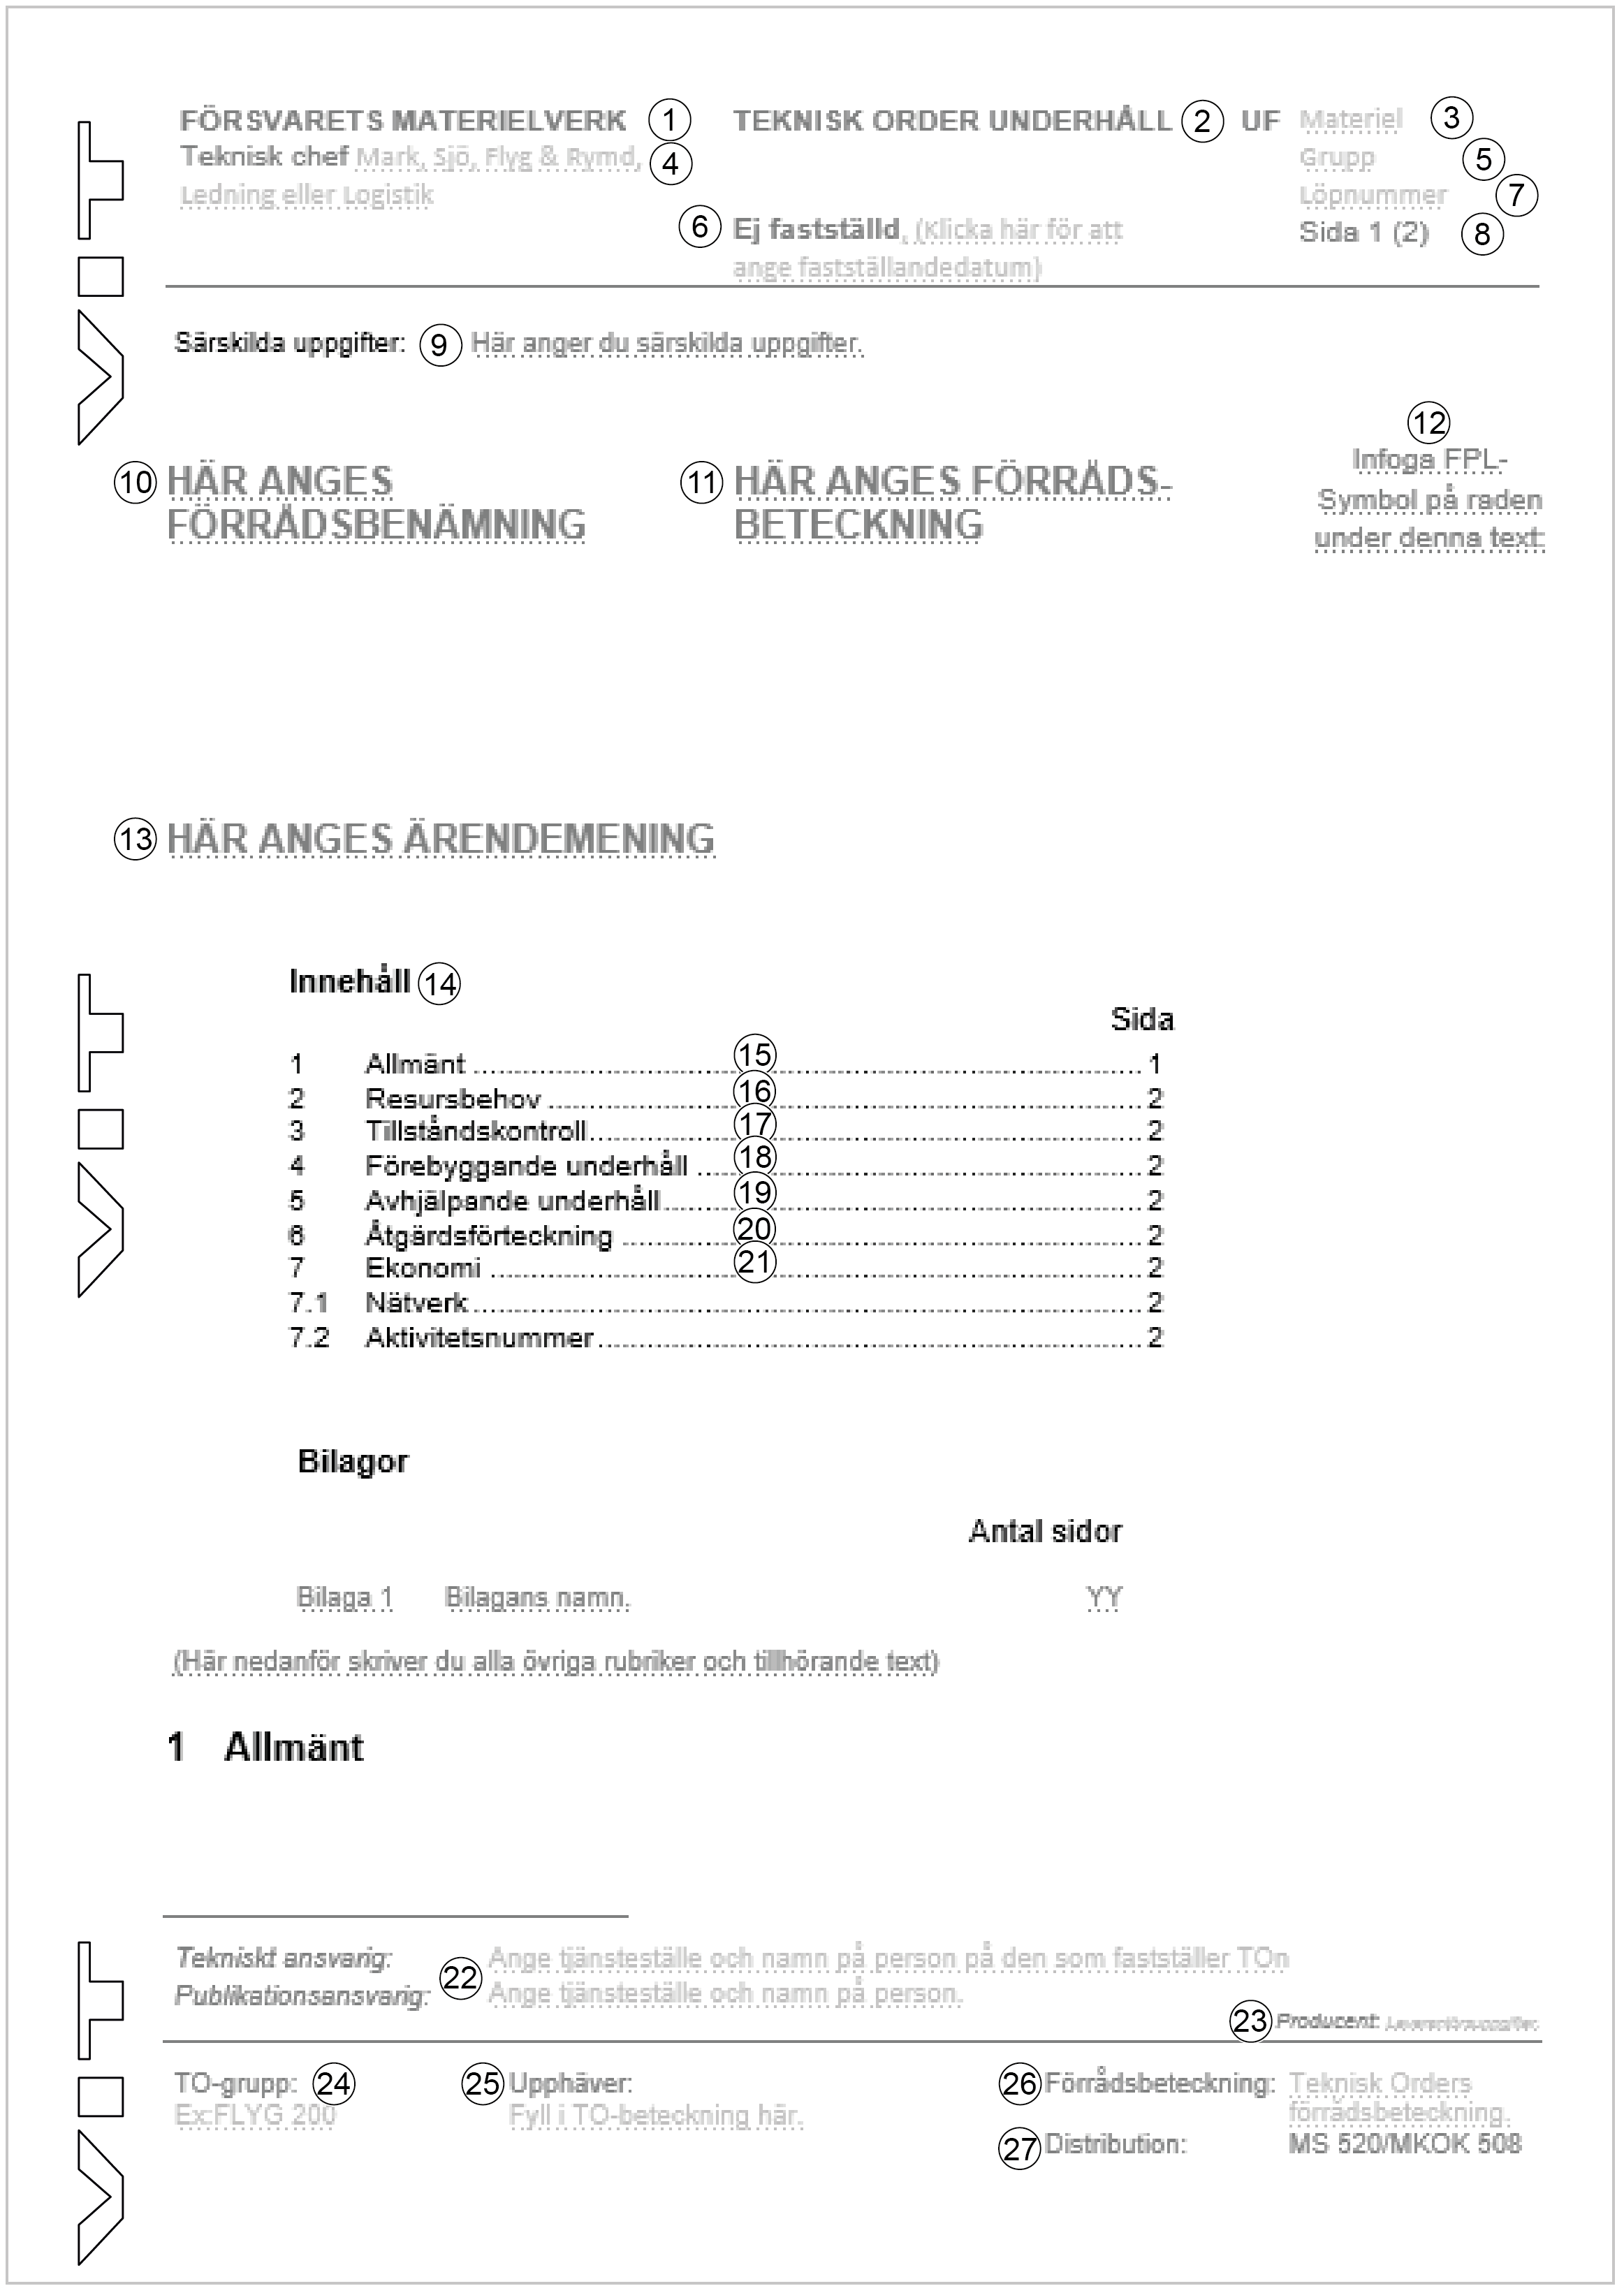 FÖRSVARETS MATERIELVERK 1 TEKNISK ORDER UNDERHÅLL 2 UF Materiel 3
Teknisk chef Mark, Sjö, Flyg & Rymd, 4 Grupp 5
Ledning eller Logistik Löpnummer 7
6 Ej fastställd, (Klicka här för att Sida 1 (2) 8
ange fastställandedatum)
Särskilda uppgifter: 9 Här anger du särskilda uppgifter.
12
Infoga FPL-
Symbol på raden
under denna text:
10 HÄR ANGES
FÖRRÅDSBENÄMNING
11 HÄR ANGES FÖRRÅDS-
BETECKNING
13 HÄR ANGES ÄRENDEMENING
Innehåll 14
Sida
1 Allmänt 15 1
2 Resursbehov 16 2
3 Tillståndskontroll 17 2
4 Förebyggande underhåll 18 2
5 Avhjälpande underhåll 19 2
6 Åtgärdsförteckning 20 2
7 Ekonomi 21 2
7.1 Nätverk 2
7.2 Aktivitetsnummer 2
Bilagor
Antal sidor
Bilaga 1 Bilagans namn. YY
(Här nedanför skriver du alla övriga rubriker och tillhörande text)
1 Allmänt
Tekniskt ansvarig: 22 Ange tjänsteställe och namn på person på den som fastställer TOn
Publikationsansvarig: Ange tjänsteställe och namn på person.
23 Producent: Leverantörsuppgifter.
TO-grupp: 24 25 Upphäver: 26 Förrådsbeteckning: Teknisk Orders
Ex:FLYG 200 Fyll i TO-beteckning här. förrådsbeteckning.
27 Distribution: MS 520/MKOK 508